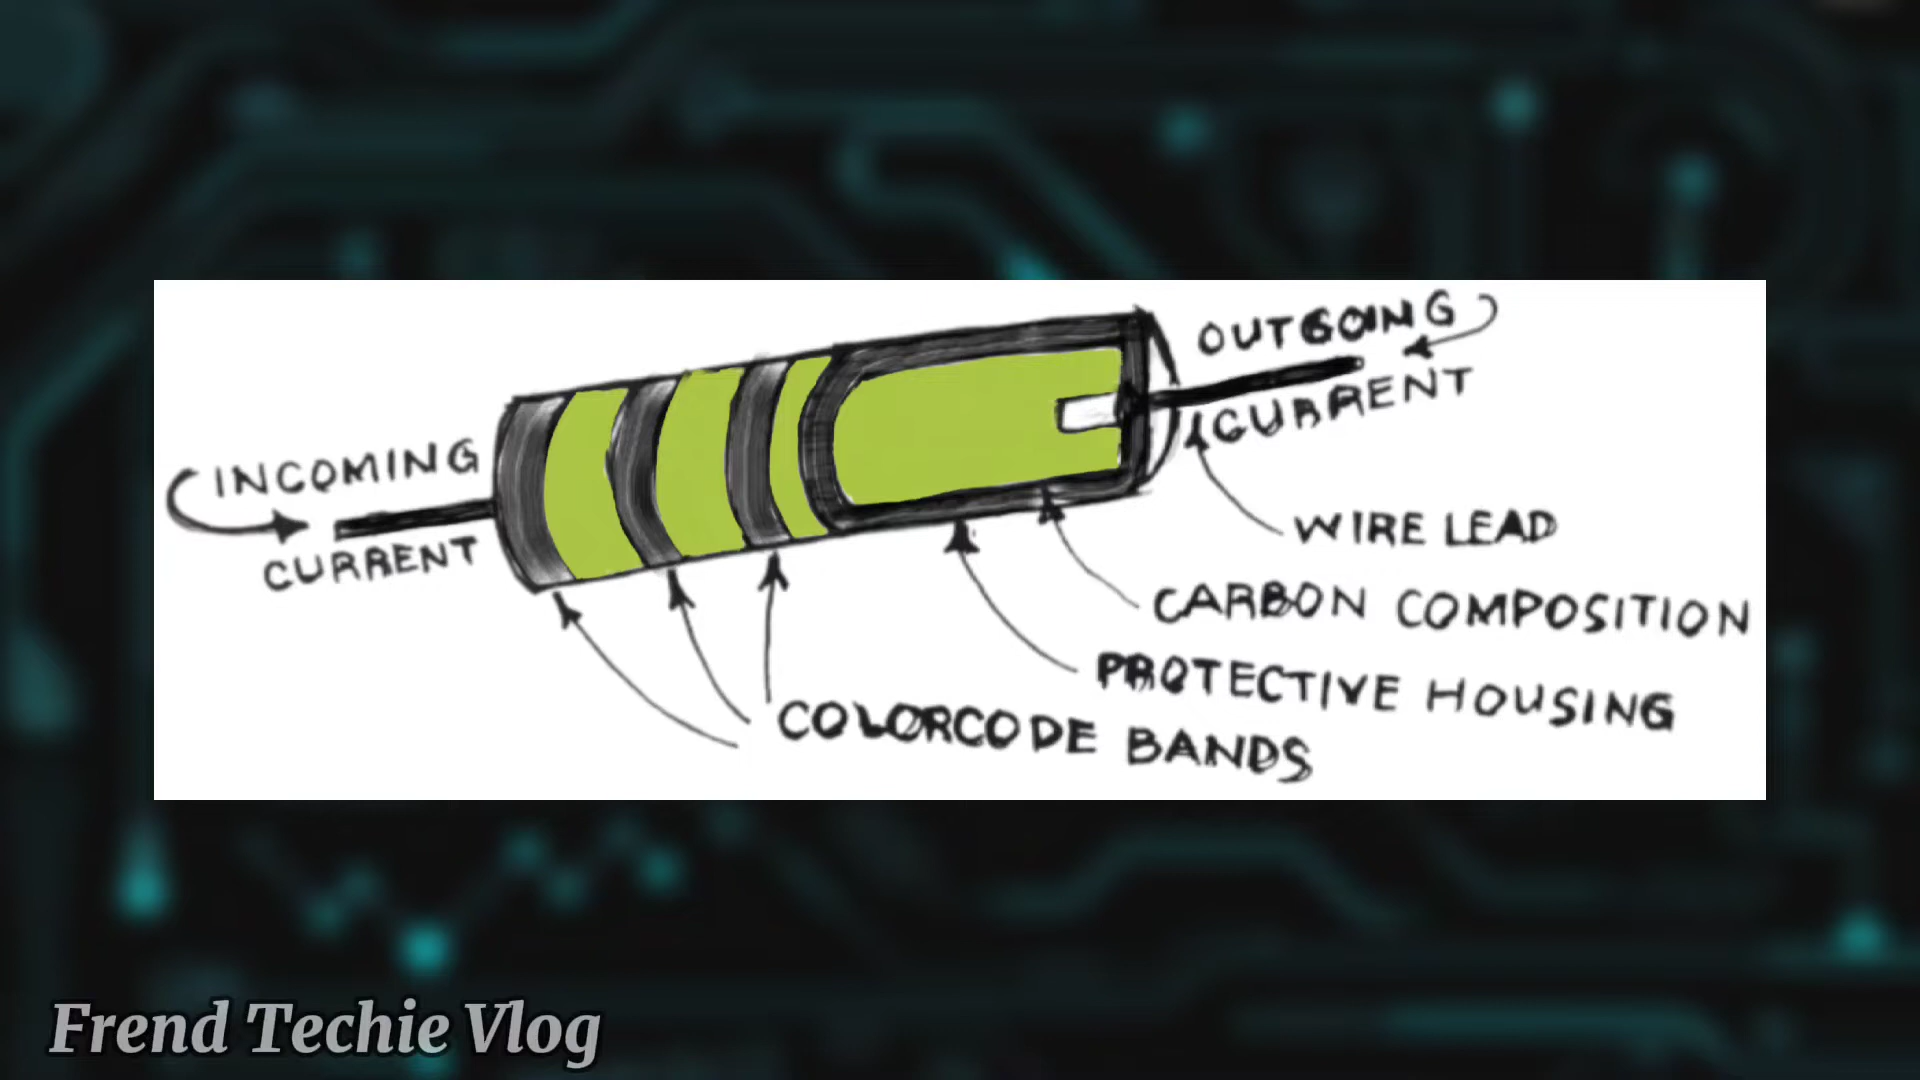 OUTGOING
CURRENT
INCOMING
CURRENT
WIRE LEAD
CARBON COMPOSITION
PROTECTIVE HOUSING
COLORCODE BANDS
Frend Techie Vlog